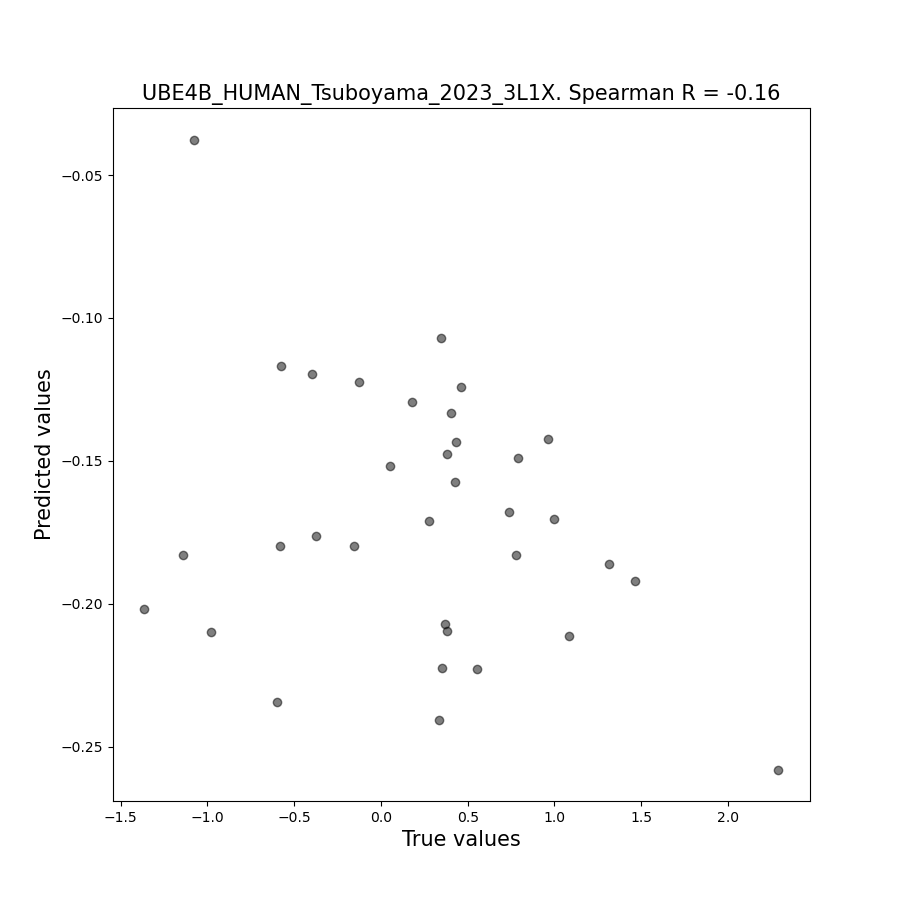 UBE4B_HUMAN_Tsuboyama_2023_3L1X. Spearman R = -0.16
−0.05
−0.10
−0.15
−0.20
−0.25
Predicted values
−1.5 −1.0 −0.5 0.0 0.5 1.0 1.5 2.0
True values